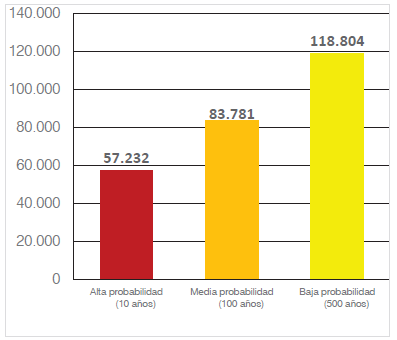 140.000
120.000
100.000
80.000
60.000
40.000
20.000
0
118.804
83.781
57.232
Alta probabilidad
(10 años)
Media probabilidad
(100 años)
Baja probabilidad
(500 años)